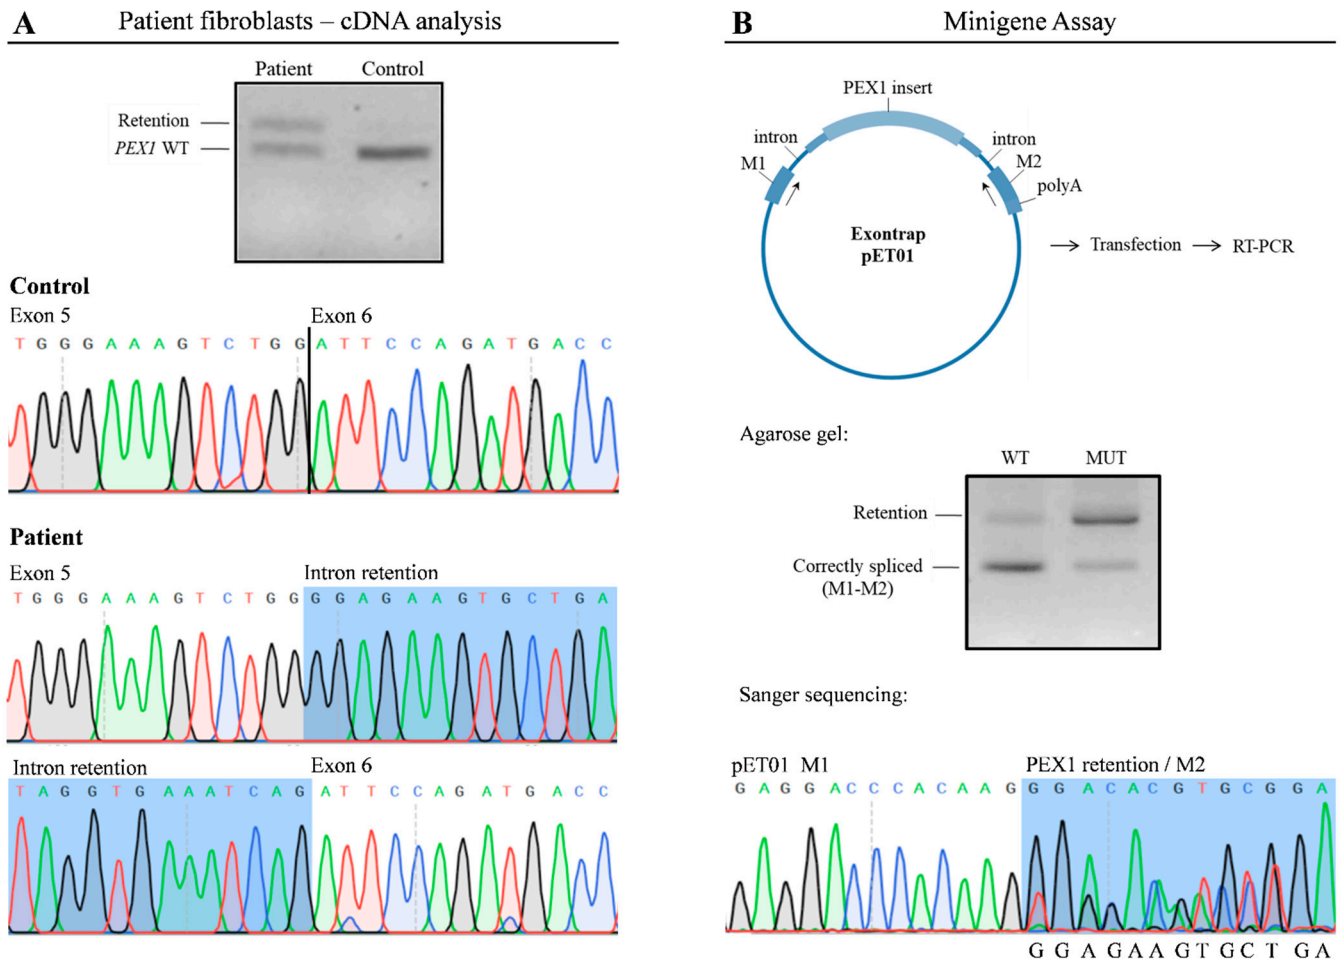 A Patient fibroblasts – cDNA analysis
Patient Control
Retention
PEX1 WT
Control
Exon 5 Exon 6
T G G G A A A G T C T G G A T T C C A G A T G A C C
Patient
Exon 5 Intron retention
T G G G A A A G T C T G G G G A G A A G T G C T G A
Intron retention Exon 6
T A G G T G A A A T C A G A T T C C A G A T G A C C
B Minigene Assay
PEX1 insert
intron intron
M1 M2
polyA
Exontrap
pET01
Transfection RT-PCR
Agarose gel:
WT MUT
Retention
Correctly spliced
(M1-M2)
Sanger sequencing:
pET01 M1 PEX1 retention / M2
G A G G A C C C A C A A G G G A C A C G T G C G G A
G G A G A A G T G C T G A